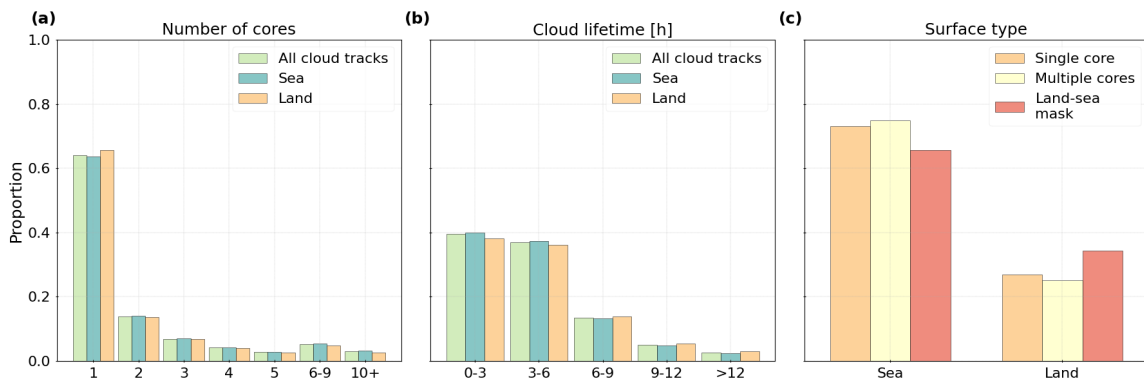 (a)
Number of cores
(b)
Cloud lifetime [h]
(c)
Surface type
Proportion
1.0
0.8
0.6
0.4
0.2
0.0
All cloud tracks
Sea
Land
1 2 3 4 5 6-9 10+
All cloud tracks
Sea
Land
0-3 3-6 6-9 9-12 >12
Single core
Multiple cores
Land-sea
mask
Sea Land